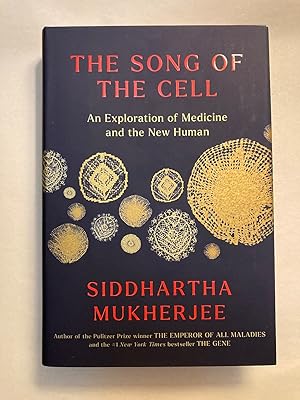 THE SONG OF
THE CELL
An Exploration of Medicine
and the New Human
SIDDHARTHA
MUKHERJEE
Author of the Pulitzer Prize winner THE EMPEROR OF ALL MALADIES
and the #1 New York Times bestseller THE GENE